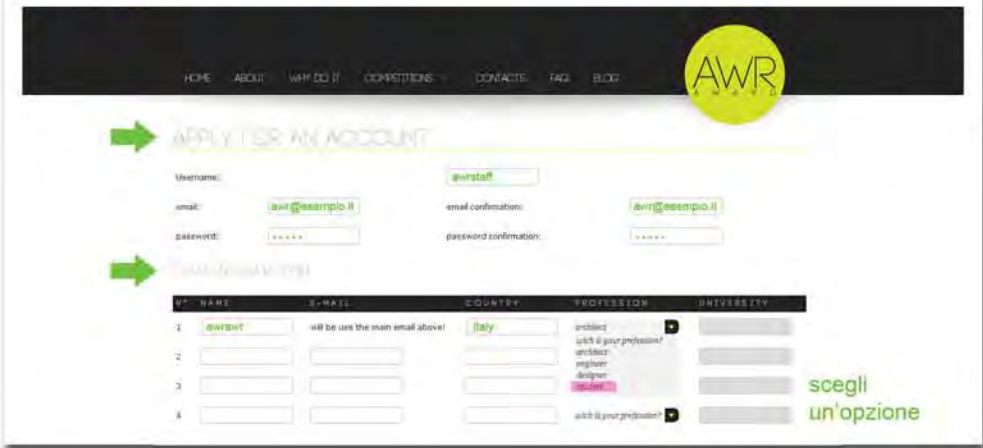 HOME ABOUT WHY DO IT COMPETITIONS CONTACTS FAQ BLOG
AWR
AWARD
APPLY FOR AN ACCOUNT
Username: awrstaff
email: awr@esempio.it email confirmation: awr@esempio.it
password: ••••• password confirmation: •••••
N° NAME E-MAIL COUNTRY PROFESSION UNIVERSITY
1 awrawr will be use the main email above! Italy architect
wich is your profession?
2 architect
engineer
designer
3 student
scegli
un'opzione
4 wich is your profession?